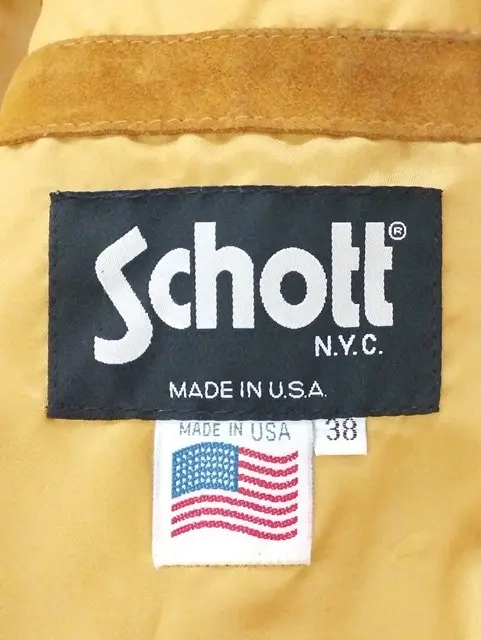 Schott®
N.Y.C.
MADE IN U.S.A.
MADE IN USA
38